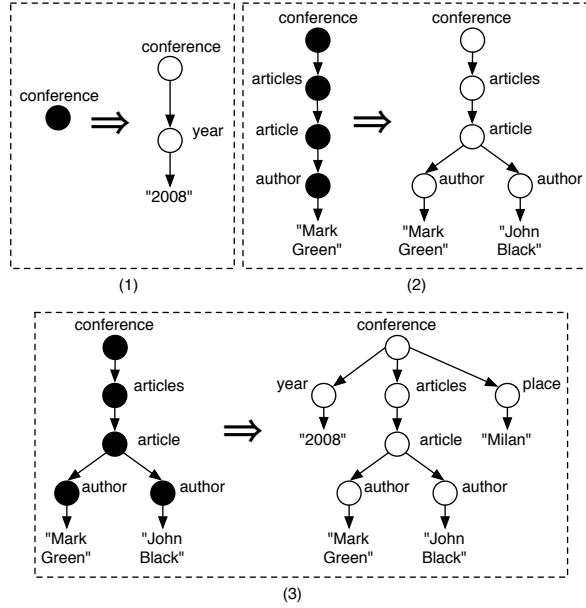 conference
conference
year
"2008"
(1)
conference
articles
article
author
"Mark
Green"
conference
articles
article
author
author
"Mark
Green"
"John
Black"
(2)
conference
articles
article
author
author
"Mark
Green"
"John
Black"
conference
year
articles
place
"2008"
article
"Milan"
author
author
"Mark
Green"
"John
Black"
(3)